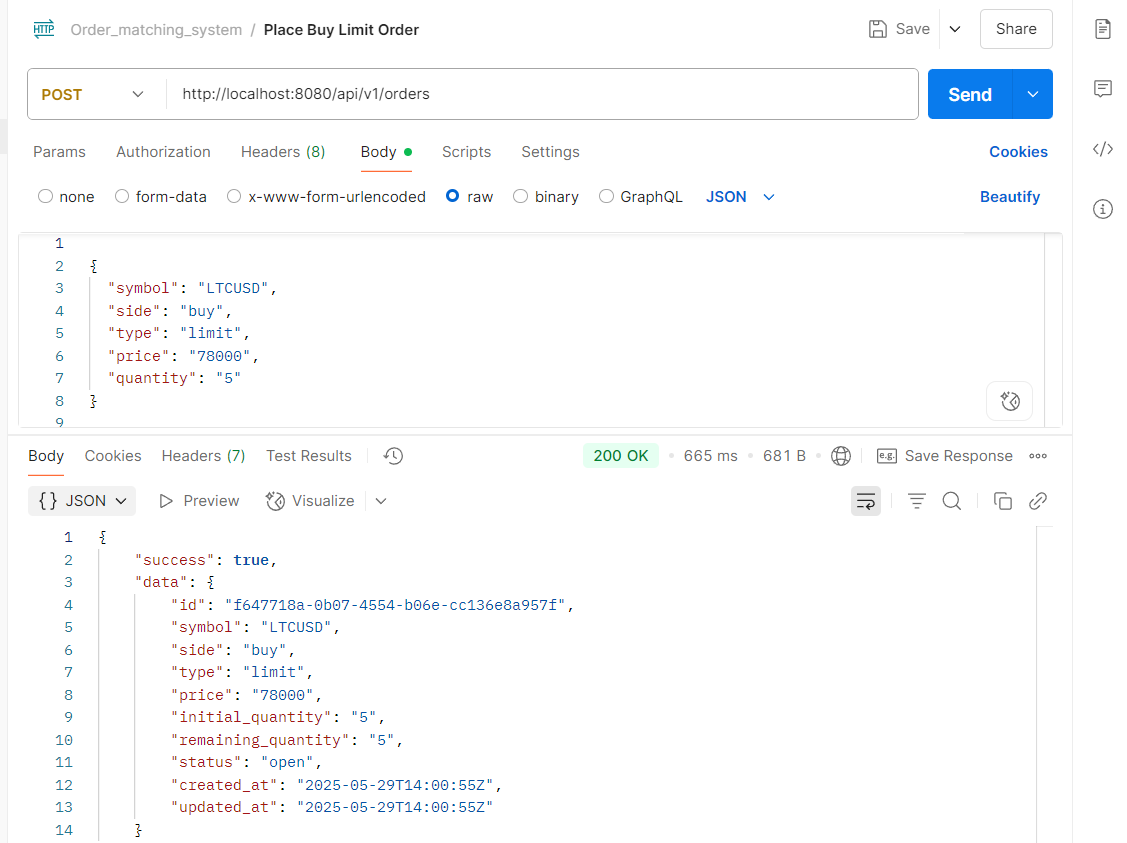 HTTP Order_matching_system / Place Buy Limit Order Save Share
POST http://localhost:8080/api/v1/orders Send
Params Authorization Headers (8) Body Scripts Settings Cookies
none form-data x-www-form-urlencoded raw binary GraphQL JSON Beautify
1
2 {
3 "symbol": "LTCUSD",
4 "side": "buy",
5 "type": "limit",
6 "price": "78000",
7 "quantity": "5"
8 }
9
Body Cookies Headers (7) Test Results 200 OK 665 ms 681 B e.g. Save Response
{} JSON Preview Visualize
1 {
2 "success": true,
3 "data": {
4 "id": "f647718a-0b07-4554-b06e-cc136e8a957f",
5 "symbol": "LTCUSD",
6 "side": "buy",
7 "type": "limit",
8 "price": "78000",
9 "initial_quantity": "5",
10 "remaining_quantity": "5",
11 "status": "open",
12 "created_at": "2025-05-29T14:00:55Z",
13 "updated_at": "2025-05-29T14:00:55Z"
14 }